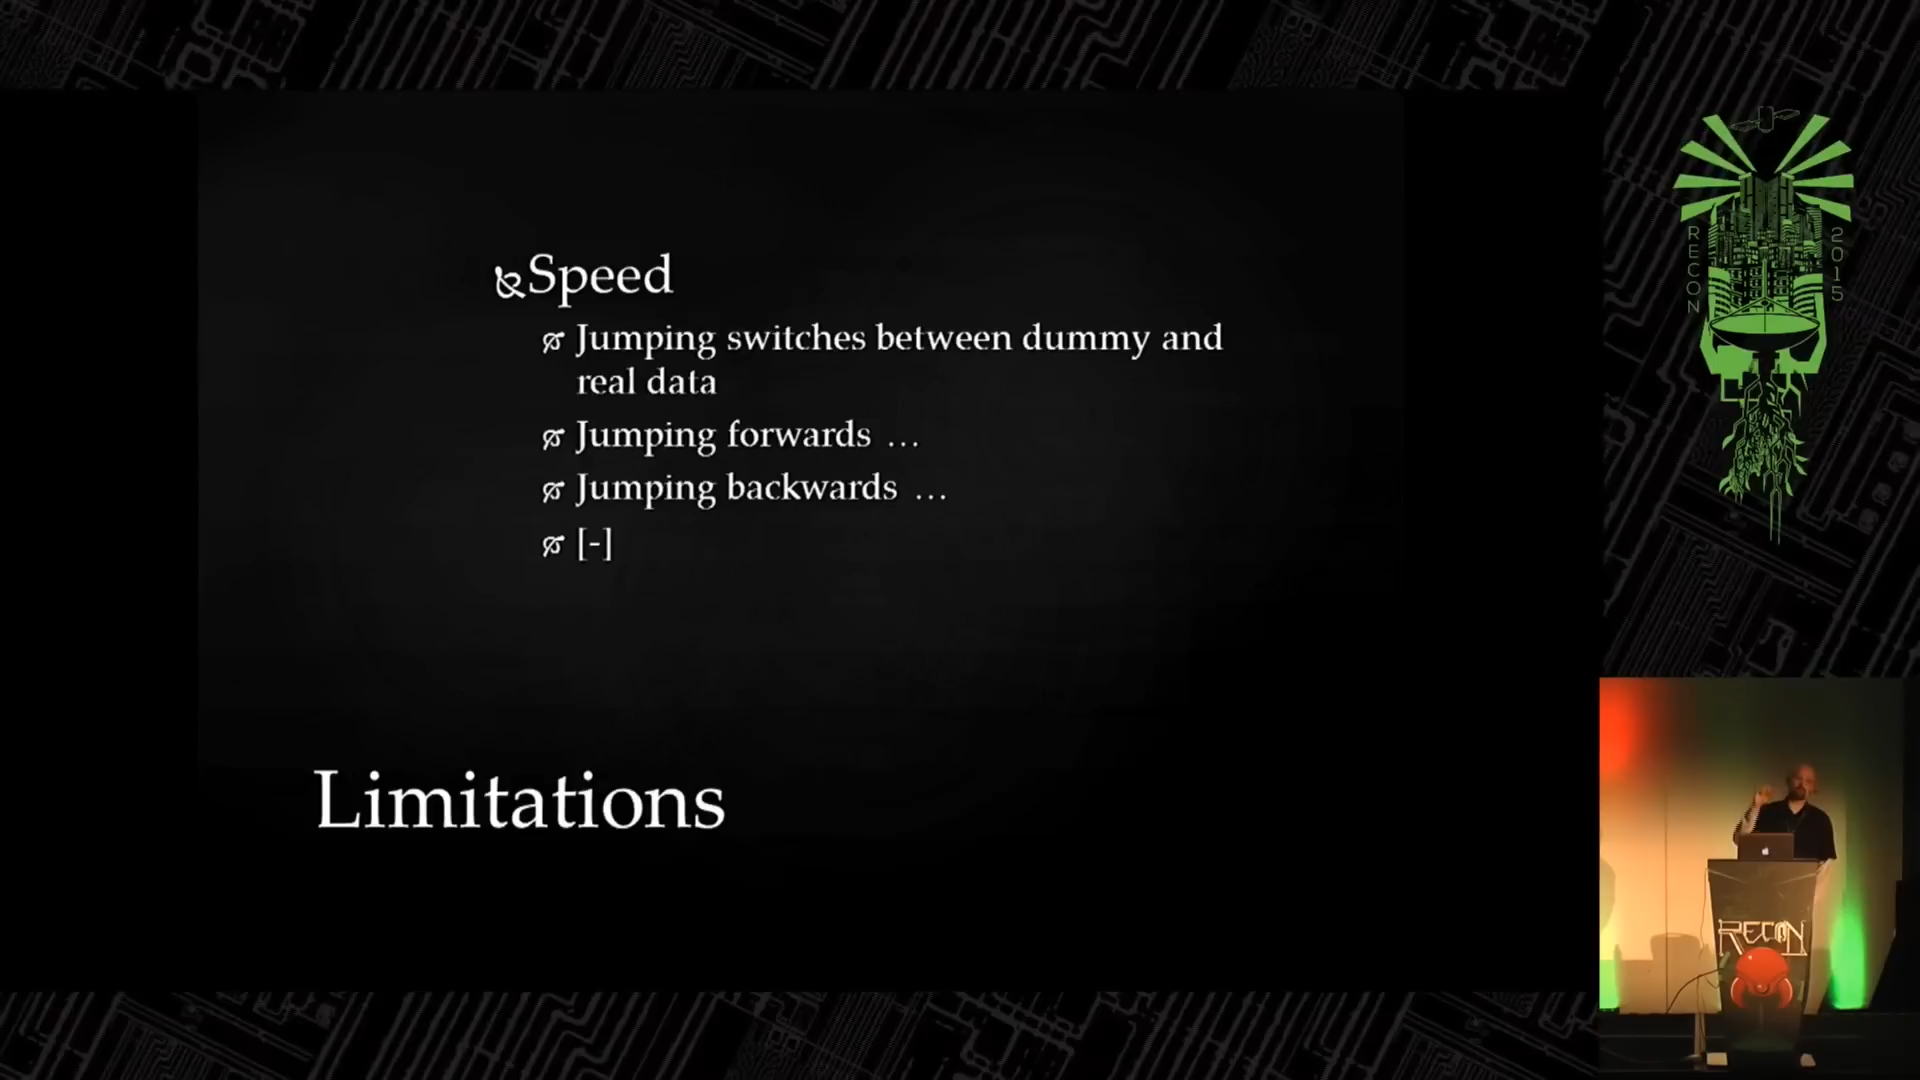 Speed
Jumping switches between dummy and
real data
Jumping forwards …
Jumping backwards …
[-]
Limitations
RECON
2015
RECON